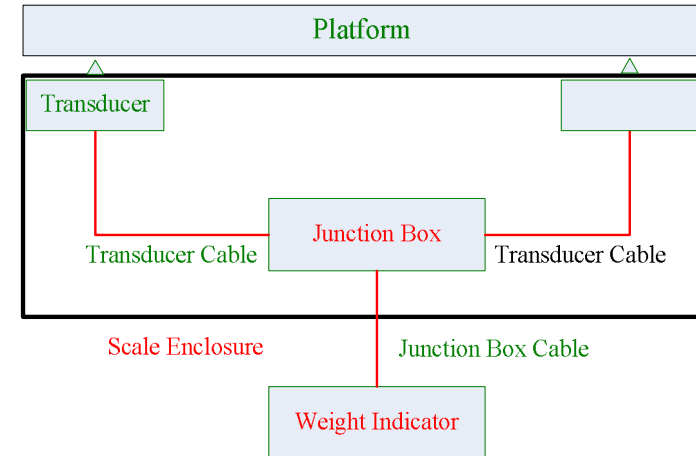 Platform
Transducer
Junction Box
Transducer Cable
Transducer Cable
Scale Enclosure
Junction Box Cable
Weight Indicator